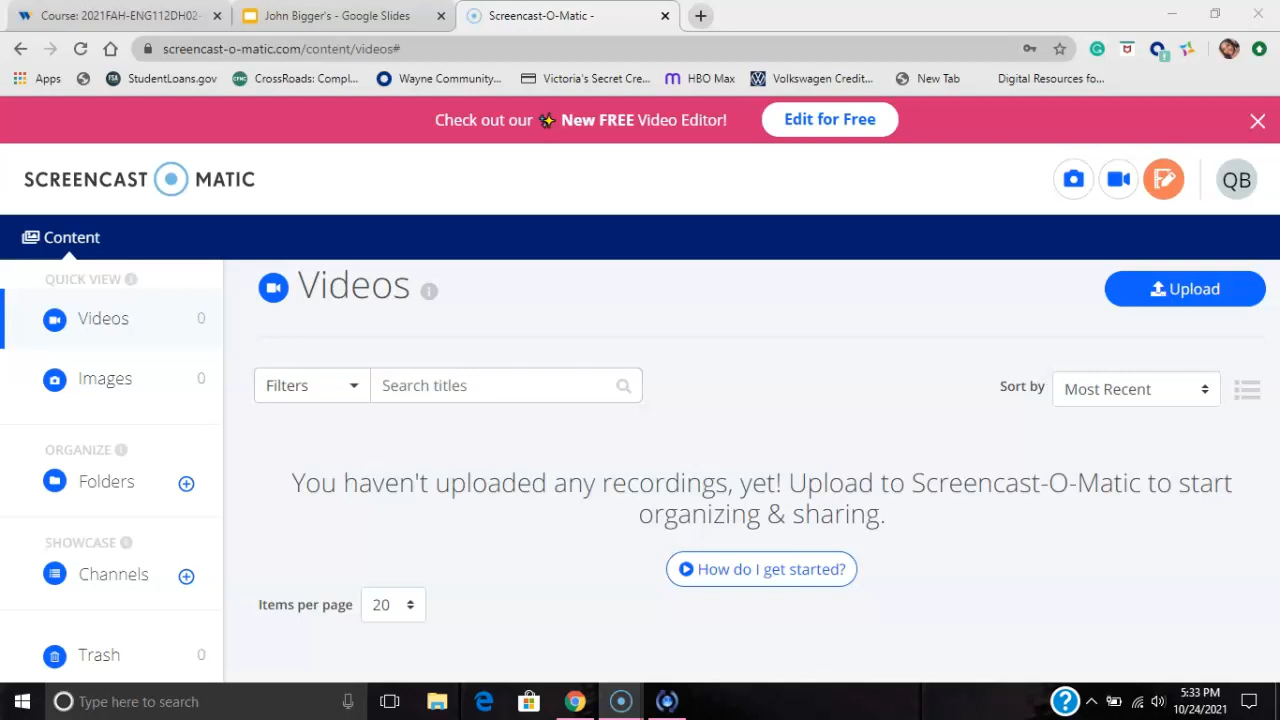 Course: 2021FAH-ENG112DH02-
John Bigger's - Google Slides
Screencast-O-Matic -
screencast-o-matic.com/content/videos#
Apps
StudentLoans.gov
CrossRoads: Compl...
Wayne Community...
Victoria's Secret Cre...
HBO Max
Volkswagen Credit...
New Tab
Digital Resources fo...
Check out our ✨ New FREE Video Editor!
Edit for Free
SCREENCAST MATIC
QB
Content
QUICK VIEW
Videos 0
Images 0
ORGANIZE
Folders
SHOWCASE
Channels
Trash 0
Videos
Upload
Filters
Search titles
Sort by
Most Recent
You haven't uploaded any recordings, yet! Upload to Screencast-O-Matic to start
organizing & sharing.
How do I get started?
Items per page 20
Type here to search
5:33 PM
10/24/2021